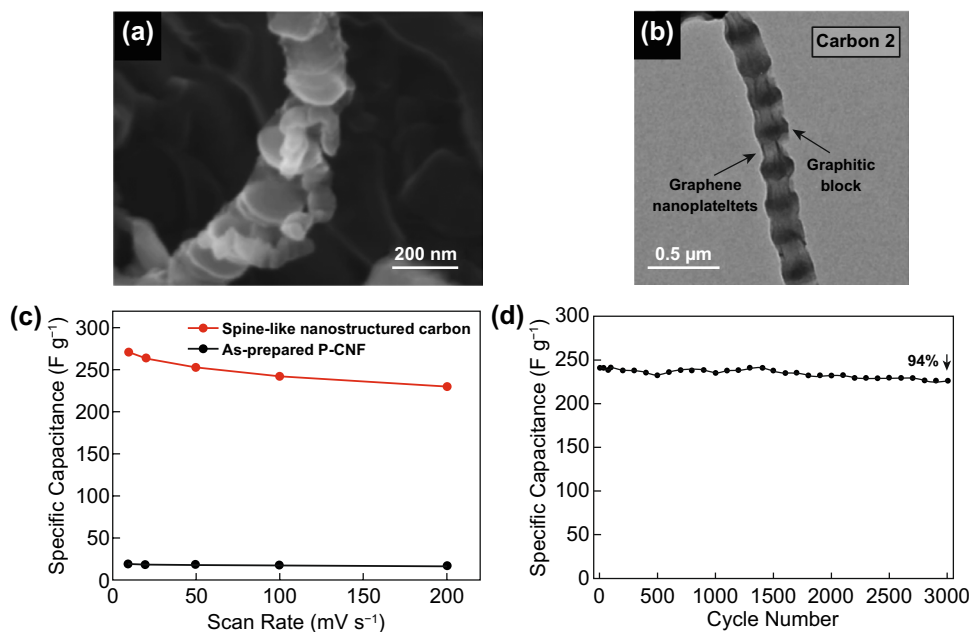 (a)
200 nm
(b)
Carbon 2
Graphene
nanoplateltets
Graphitic
block
0.5 µm
(c)
Specific Capacitance (F g⁻¹)
300
250
200
150
100
50
0
Spine-like nanostructured carbon
As-prepared P-CNF
0 50 100 150 200
Scan Rate (mV s⁻¹)
(d)
Specific Capacitance (F g⁻¹)
300
250
200
150
100
50
0
94%
0 500 1000 1500 2000 2500 3000
Cycle Number